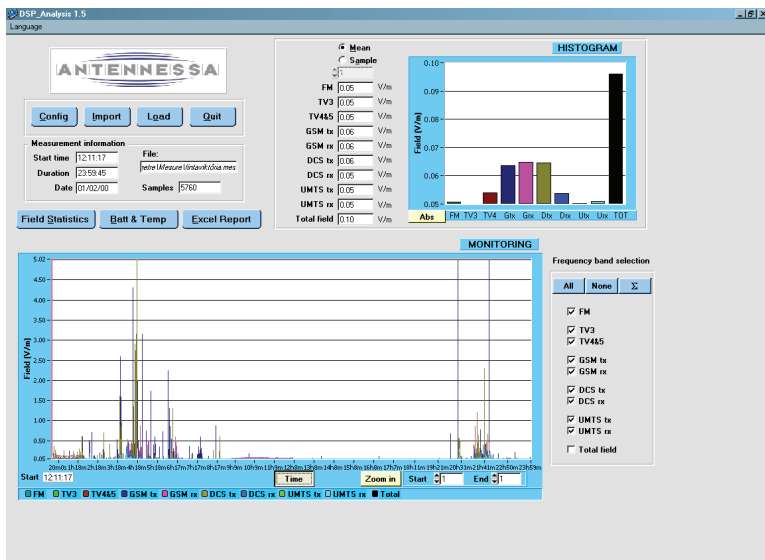 DSP_Analysis 1.5
Language
ANTENNESSA
Config Import Load Quit
Measurement information
Start time 12:11:17
Duration 23:59:45
Date 01/02/00
File:
Samples 5760
Field Statistics Batt & Temp Excel Report
Mean
Sample
1
FM 0.05 V/m
TV3 0.05 V/m
TV4&5 0.05 V/m
GSM tx 0.06 V/m
GSM rx 0.06 V/m
DCS tx 0.06 V/m
DCS rx 0.05 V/m
UMTS tx 0.05 V/m
UMTS rx 0.05 V/m
Total field 0.10 V/m
HISTOGRAM
Field (V/m)
0.10
0.08
0.07
0.06
0.05
Abs FM TV3 TV4 Gtx Grx Dtx Drx Utx Urx TOT
MONITORING
Field (V/m)
5.02
4.50
4.00
3.50
3.00
2.50
2.00
1.50
1.00
0.50
0.05
Start 12:11:17
Time
Zoom in
Start 1
End 1
FM TV3 TV4&5 GSM tx GSM rx DCS tx DCS rx UMTS tx UMTS rx Total
Frequency band selection
All None Σ
FM
TV3
TV4&5
GSM tx
GSM rx
DCS tx
DCS rx
UMTS tx
UMTS rx
Total field